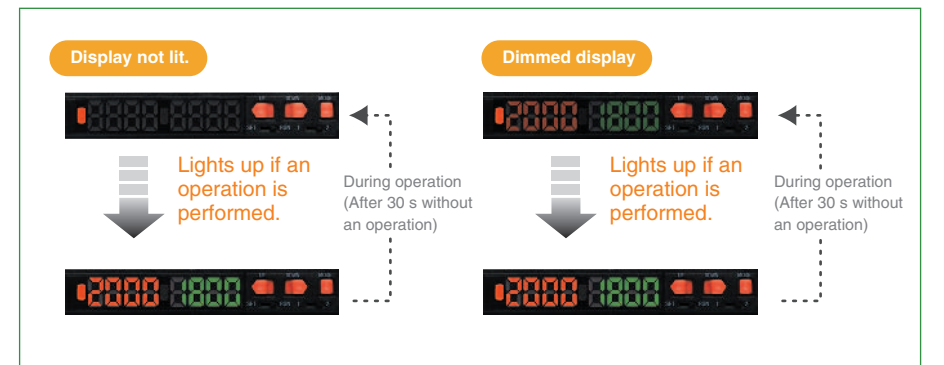 Display not lit.
Lights up if an
operation is
performed.
During operation
(After 30 s without
an operation)
2000 1800
Dimmed display
2000 1800
Lights up if an
operation is
performed.
During operation
(After 30 s without
an operation)
2000 1800